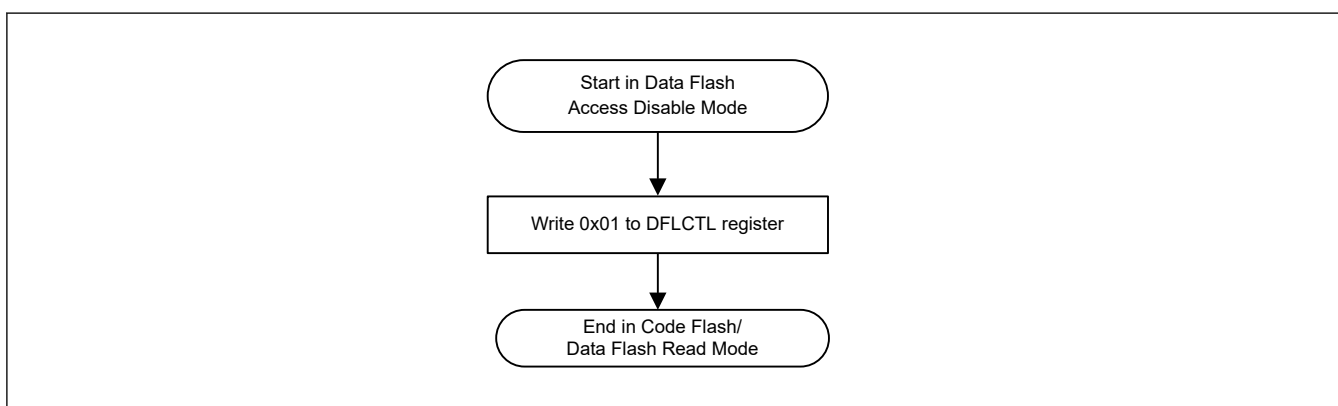 Start in Data Flash
Access Disable Mode
Write 0x01 to DFLCTL register
End in Code Flash/
Data Flash Read Mode